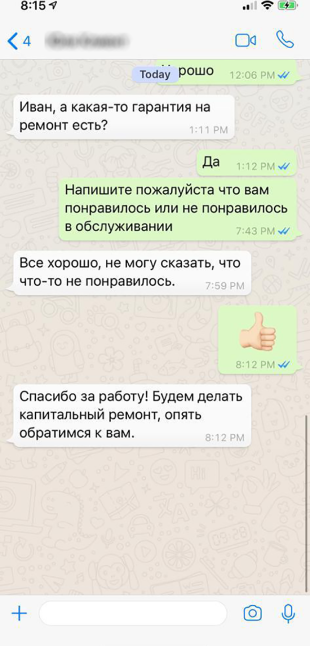 8:15
4
Today
рошо 12:06 PM
Иван, а какая-то гарантия на
ремонт есть?
1:11 PM
Да 1:12 PM
Напишите пожалуйста что вам
понравилось или не понравилось
в обслуживании
7:43 PM
Все хорошо, не могу сказать, что
что-то не понравилось.
7:59 PM
8:12 PM
Спасибо за работу! Будем делать
капитальный ремонт, опять
обратимся к вам.
8:12 PM